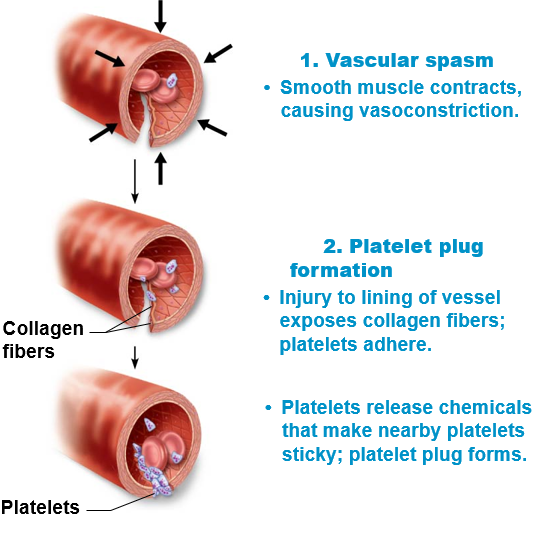 1. Vascular spasm
• Smooth muscle contracts,
causing vasoconstriction.
2. Platelet plug
formation
• Injury to lining of vessel
exposes collagen fibers;
platelets adhere.
Collagen
fibers
• Platelets release chemicals
that make nearby platelets
sticky; platelet plug forms.
Platelets